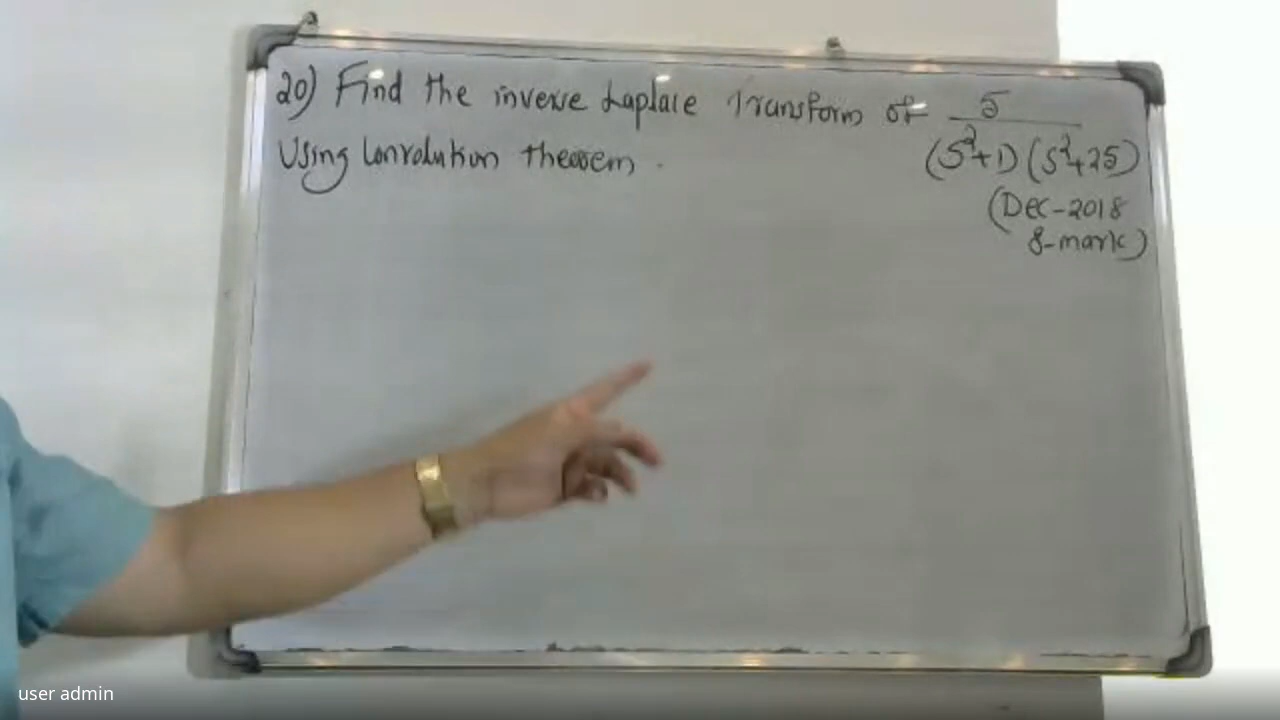 20) Find the inverse Laplace Transform of 5
(S²+1) (S²+25)
Using Convolution theorem.
(Dec-2018
8-mark)
user admin